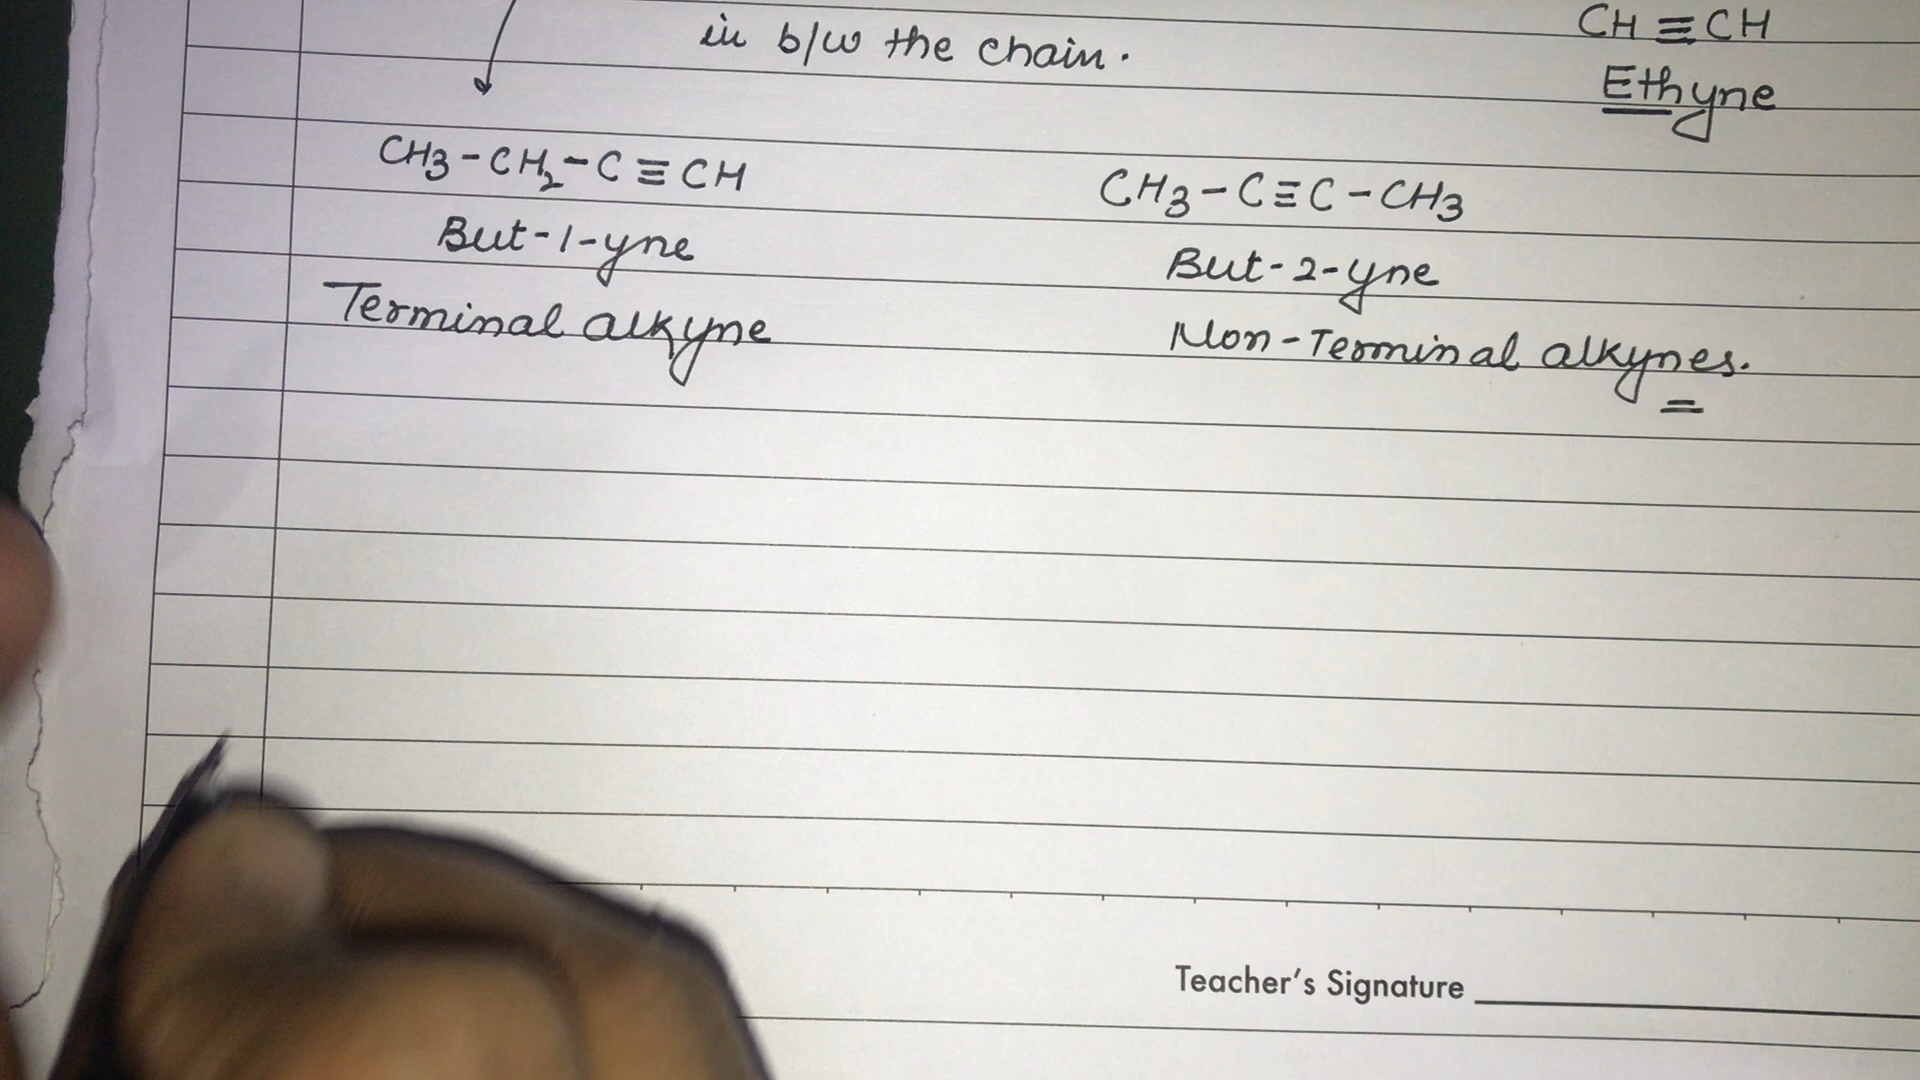 in b/w the chain.
CH ≡ CH
Ethyne
CH3-CH2-C≡CH
But-1-yne
Terminal alkyne
CH3-C≡C-CH3
But-2-yne
Non-Terminal alkynes.
Teacher's Signature